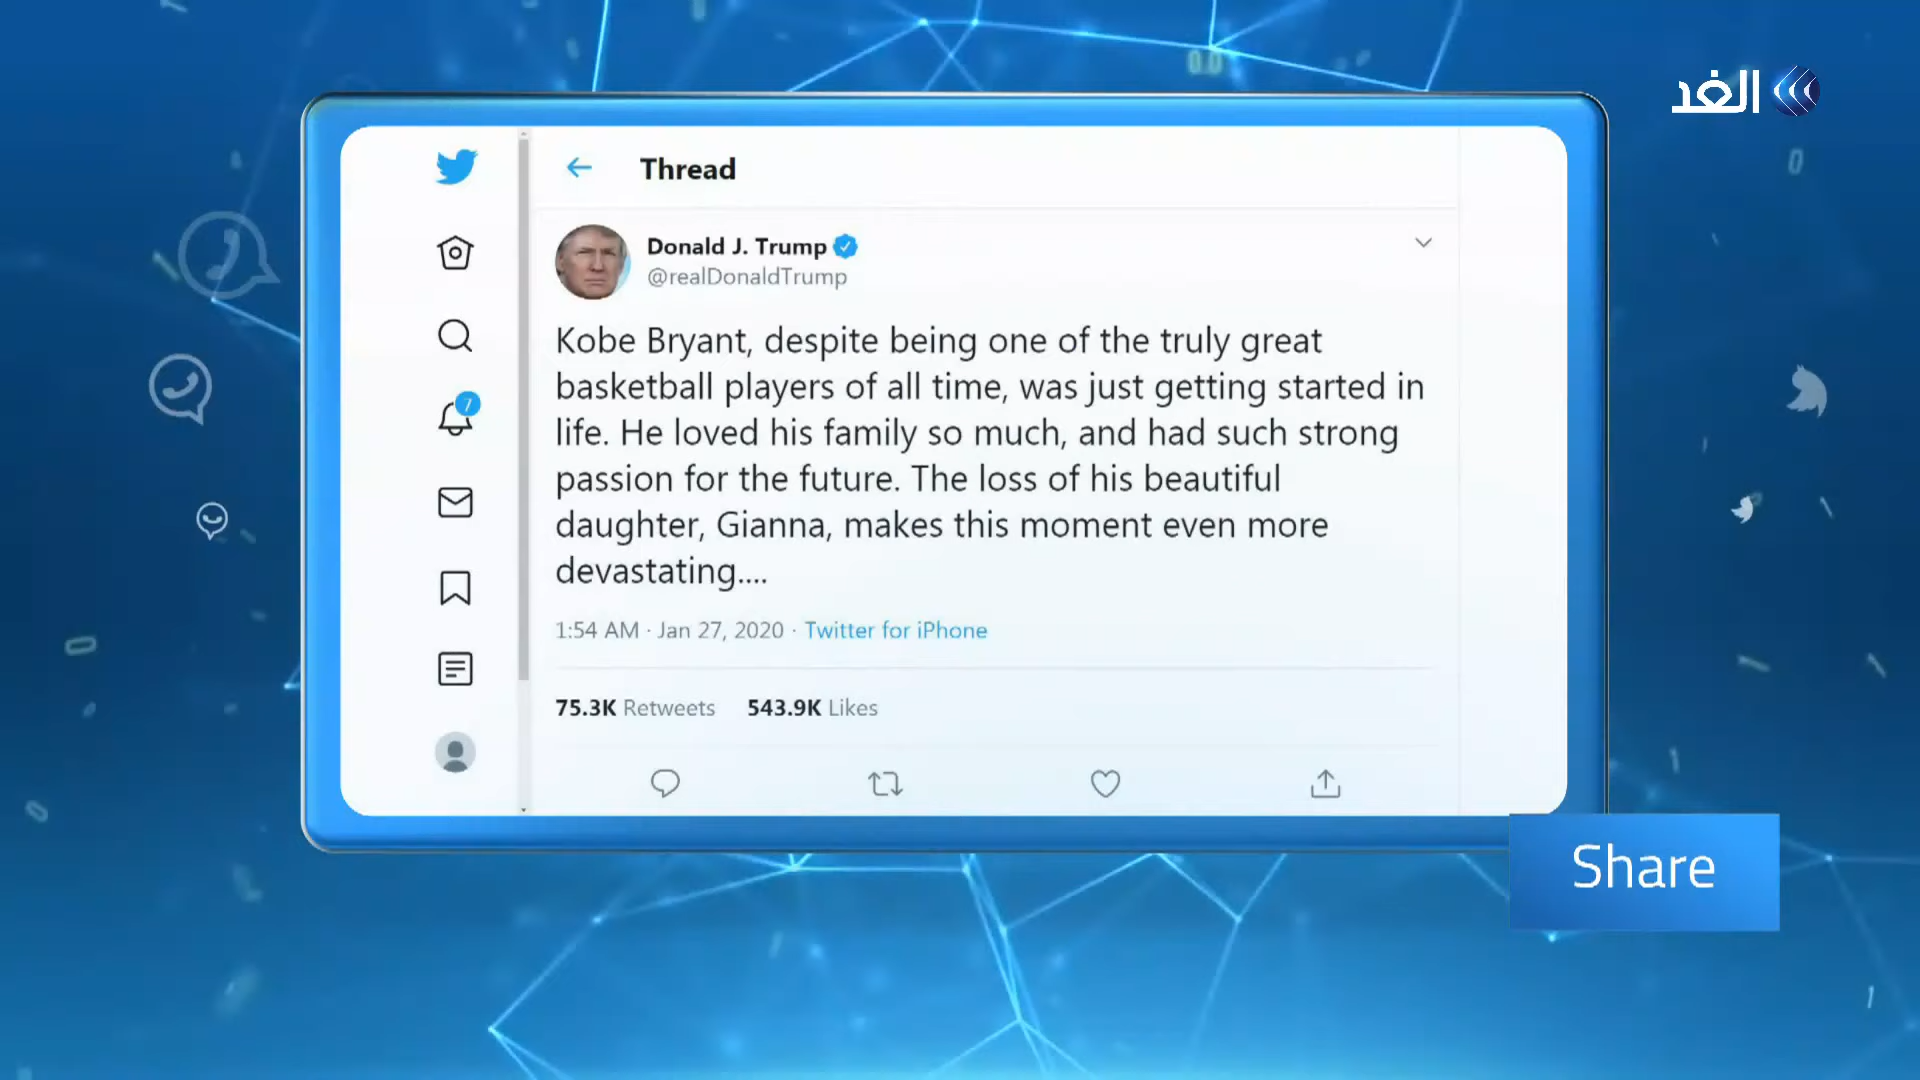 الغد
Thread
Donald J. Trump
@realDonaldTrump
Kobe Bryant, despite being one of the truly great
basketball players of all time, was just getting started in
life. He loved his family so much, and had such strong
passion for the future. The loss of his beautiful
daughter, Gianna, makes this moment even more
devastating....
7
1:54 AM · Jan 27, 2020 · Twitter for iPhone
75.3K Retweets 543.9K Likes
Share